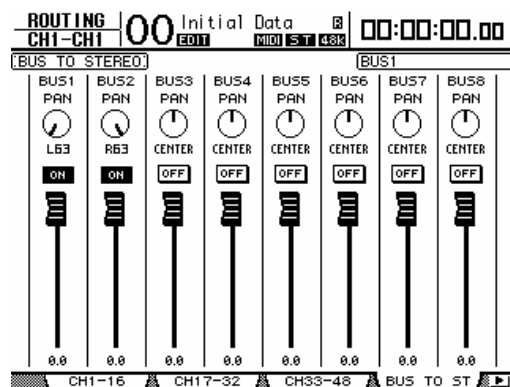 ROUTING 00 Initial Data 00:00:00.00
CH1-CH1 EDIT MIDI ST 48K
BUS TO STEREO BUS1
BUS1 BUS2 BUS3 BUS4 BUS5 BUS6 BUS7 BUS8
PAN PAN PAN PAN PAN PAN PAN PAN
L63 R63 CENTER CENTER CENTER CENTER CENTER CENTER
ON ON OFF OFF OFF OFF OFF OFF
0.0 0.0 0.0 0.0 0.0 0.0 0.0 0.0
CH1-16 CH17-32 CH33-48 BUS TO ST